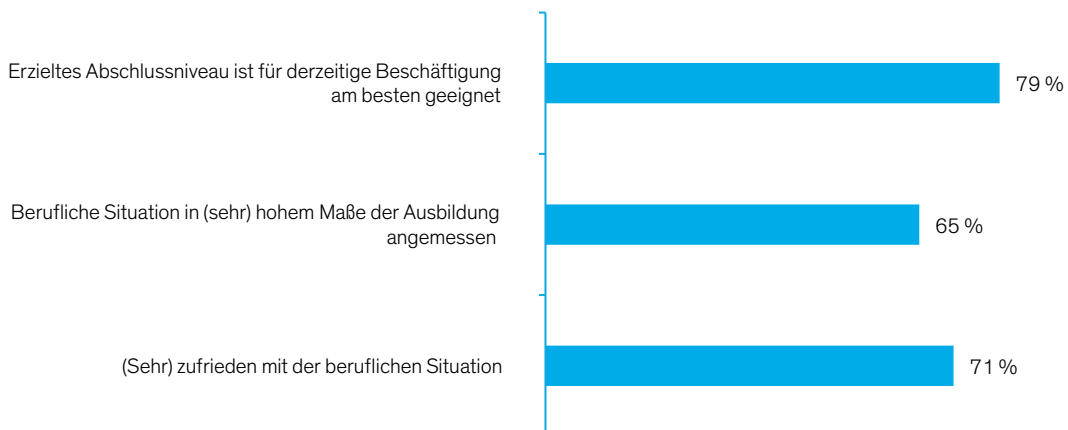 Erzieltes Abschlussniveau ist für derzeitige Beschäftigung
am besten geeignet
79 %
Berufliche Situation in (sehr) hohem Maße der Ausbildung
angemessen
65 %
(Sehr) zufrieden mit der beruflichen Situation
71 %